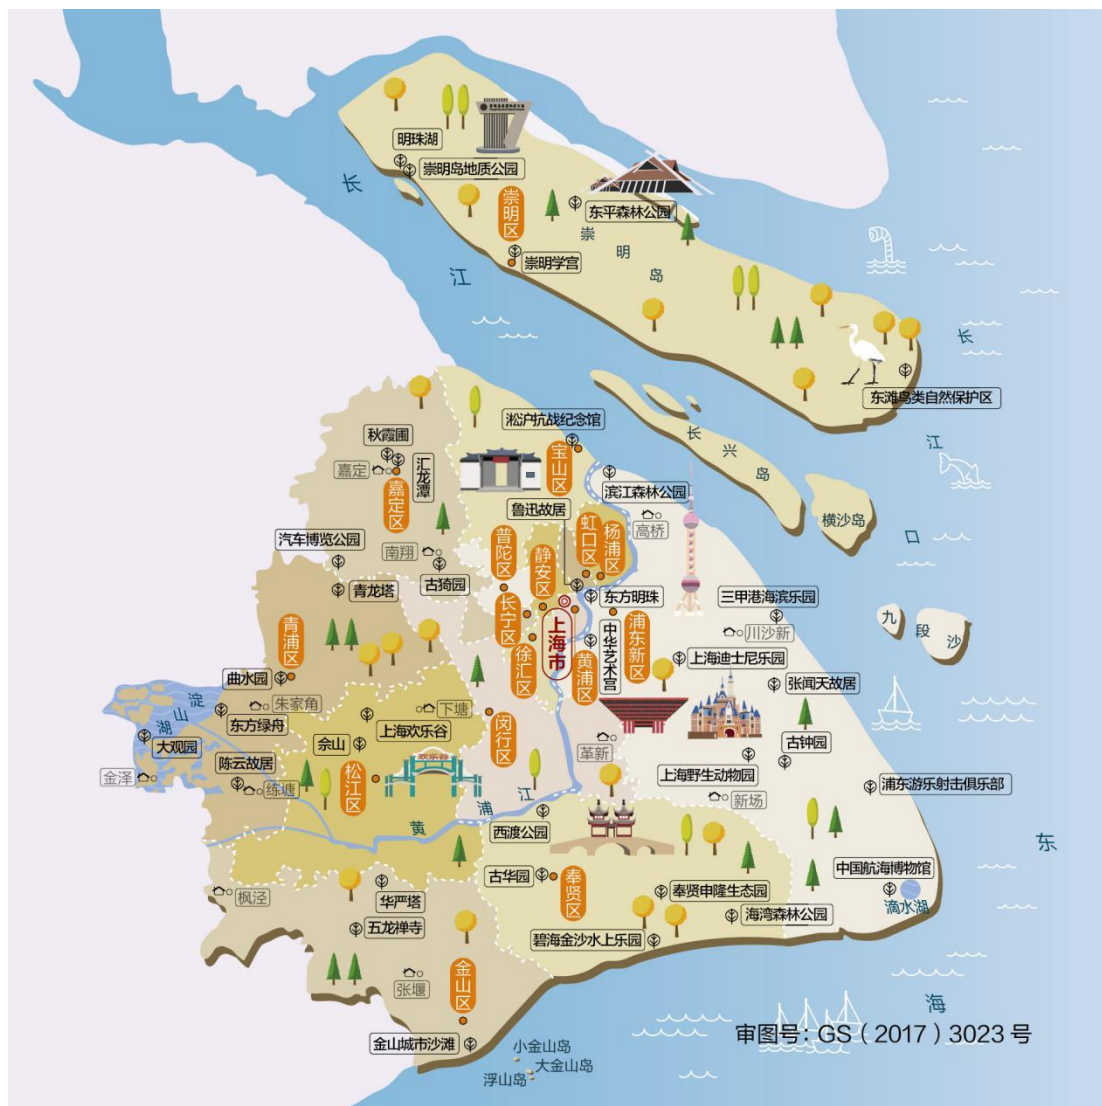 明珠湖
崇明岛地质公园
长
崇明区
东平森林公园
崇
明
岛
崇明学宫
江
长
东滩鸟类自然保护区
淞沪抗战纪念馆
秋霞圃
长
兴
岛
江
嘉定
汇龙潭
宝山区
嘉定区
滨江森林公园
鲁迅故居
横沙岛
高桥
口
虹口区
杨浦区
普陀区
静安区
汽车博览公园
南翔
古猗园
青龙塔
东方明珠
三甲港海滨乐园
长宁区
上海市
中华艺术宫
浦东新区
九
段
沙
川沙新
青浦区
徐汇区
黄浦区
上海迪士尼乐园
曲水园
张闻天故居
淀
山
湖
朱家角
东方绿舟
下塘
上海欢乐谷
闵行区
大观园
佘山
古钟园
革新
欢乐谷
陈云故居
金泽
练塘
松江区
上海野生动物园
浦东游乐射击俱乐部
新场
江
浦
黄
西渡公园
东
中国航海博物馆
古华园
奉贤区
奉贤申隆生态园
枫泾
华严塔
滴水湖
海湾森林公园
五龙禅寺
碧海金沙水上乐园
金山区
张堰
海
审图号：GS（2017）3023 号
金山城市沙滩
小金山岛
大金山岛
浮山岛